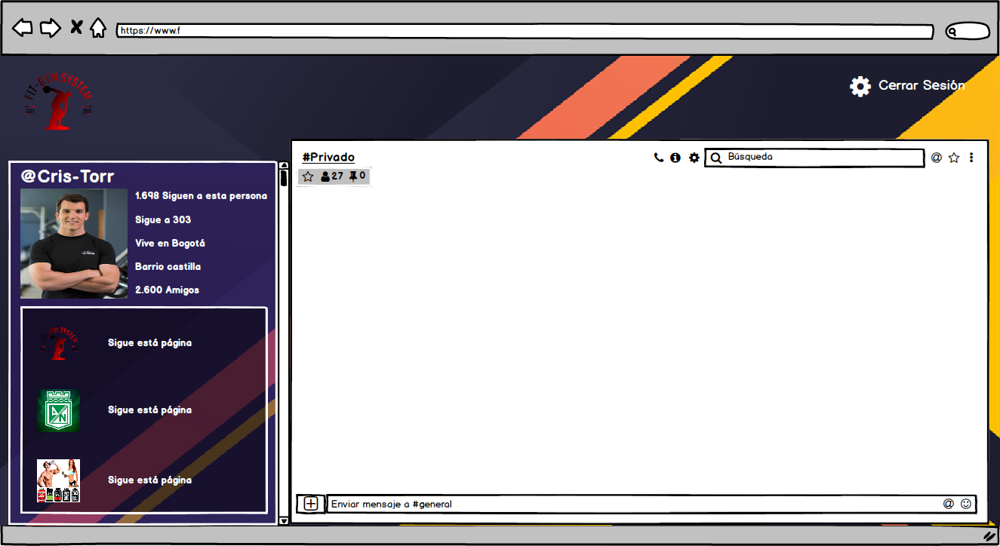 https://www.f
FIT-GYM SYSTEM
Cerrar Sesión
#Privado
Búsqueda
@
27 0
@Cris-Torr
1.698 Siguen a esta persona
Sigue a 303
Vive en Bogotá
Barrio castilla
2.600 Amigos
Sigue está página
AN
Sigue está página
Sigue está página
Enviar mensaje a #general
@